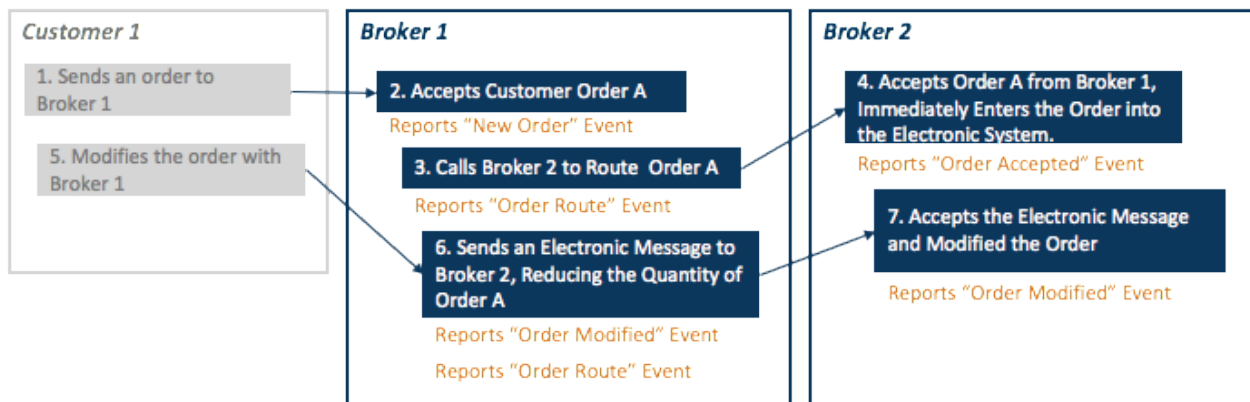 Customer 1
1. Sends an order to
Broker 1
5. Modifies the order with
Broker 1
Broker 1
2. Accepts Customer Order A
Reports “New Order” Event
3. Calls Broker 2 to Route Order A
Reports “Order Route” Event
6. Sends an Electronic Message to
Broker 2, Reducing the Quantity of
Order A
Reports “Order Modified” Event
Reports “Order Route” Event
Broker 2
4. Accepts Order A from Broker 1,
Immediately Enters the Order into
the Electronic System.
Reports “Order Accepted” Event
7. Accepts the Electronic Message
and Modified the Order
Reports “Order Modified” Event